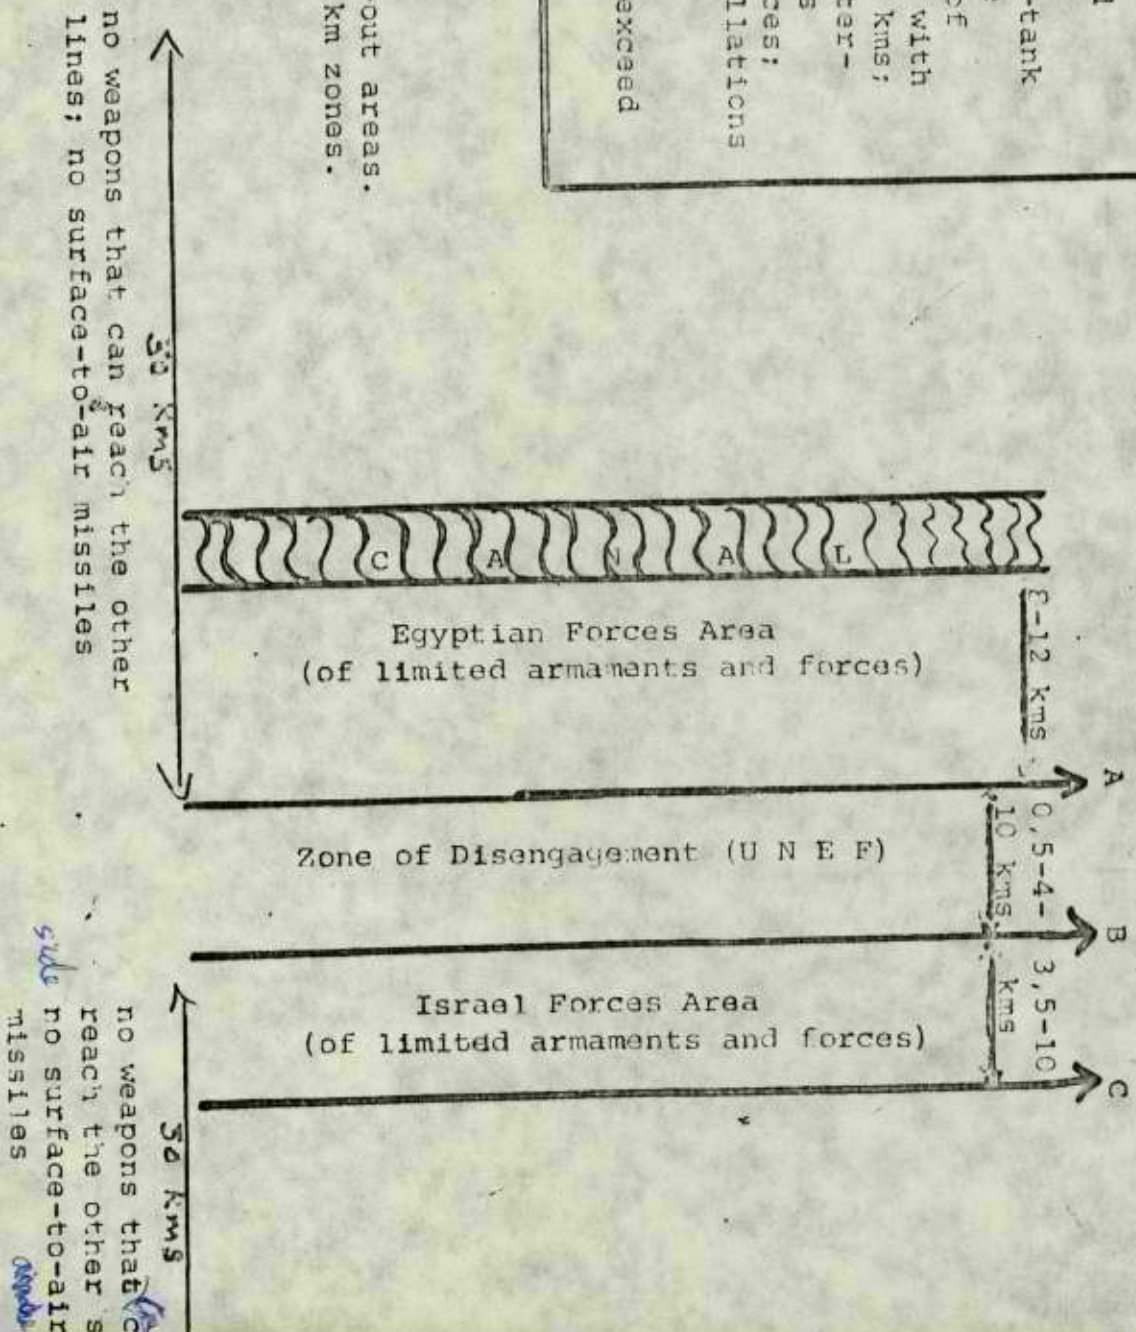 -tank
of
with
kms;
ter-
s
ces;
llations
exceed
out areas.
km zones.
30 kms
no weapons that can reach the other
lines; no surface-to-air missiles
C A N A L
Egyptian Forces Area
(of limited armaments and forces)
-12 kms
A
Zone of Disengagement (U N E F)
0,5-4-
10 kms.
B
Israel Forces Area
(of limited armaments and forces)
3,5-10
kms
C
30 kms
no weapons that
reach the other s
side no surface-to-air
missiles